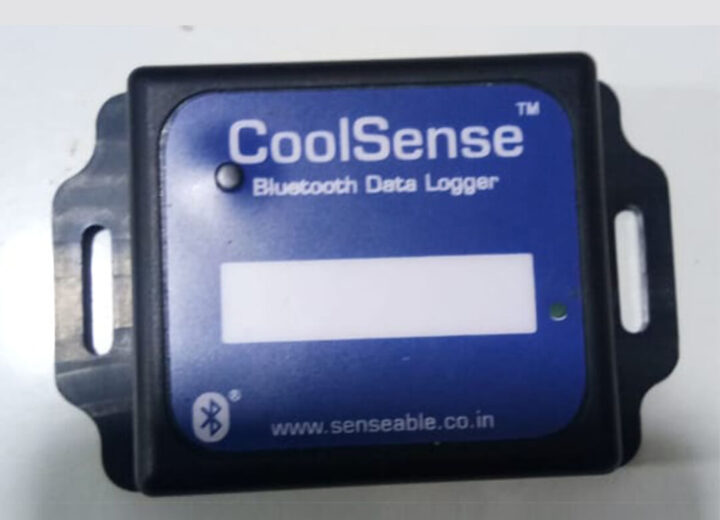 CoolSense™
Bluetooth Data Logger
®
www.senseable.co.in